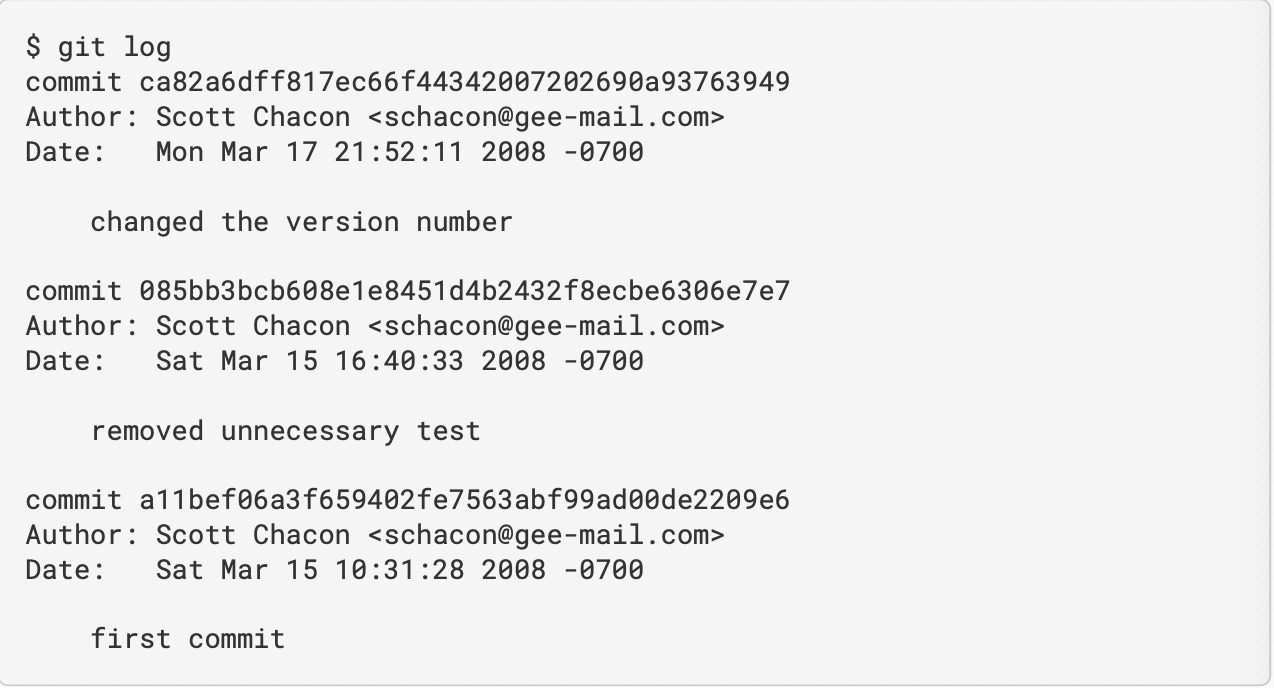 $ git log
commit ca82a6dff817ec66f44342007202690a93763949
Author: Scott Chacon <schacon@gee-mail.com>
Date:   Mon Mar 17 21:52:11 2008 -0700
    changed the version number
commit 085bb3bcb608e1e8451d4b2432f8ecbe6306e7e7
Author: Scott Chacon <schacon@gee-mail.com>
Date:   Sat Mar 15 16:40:33 2008 -0700
    removed unnecessary test
commit a11bef06a3f659402fe7563abf99ad00de2209e6
Author: Scott Chacon <schacon@gee-mail.com>
Date:   Sat Mar 15 10:31:28 2008 -0700
    first commit